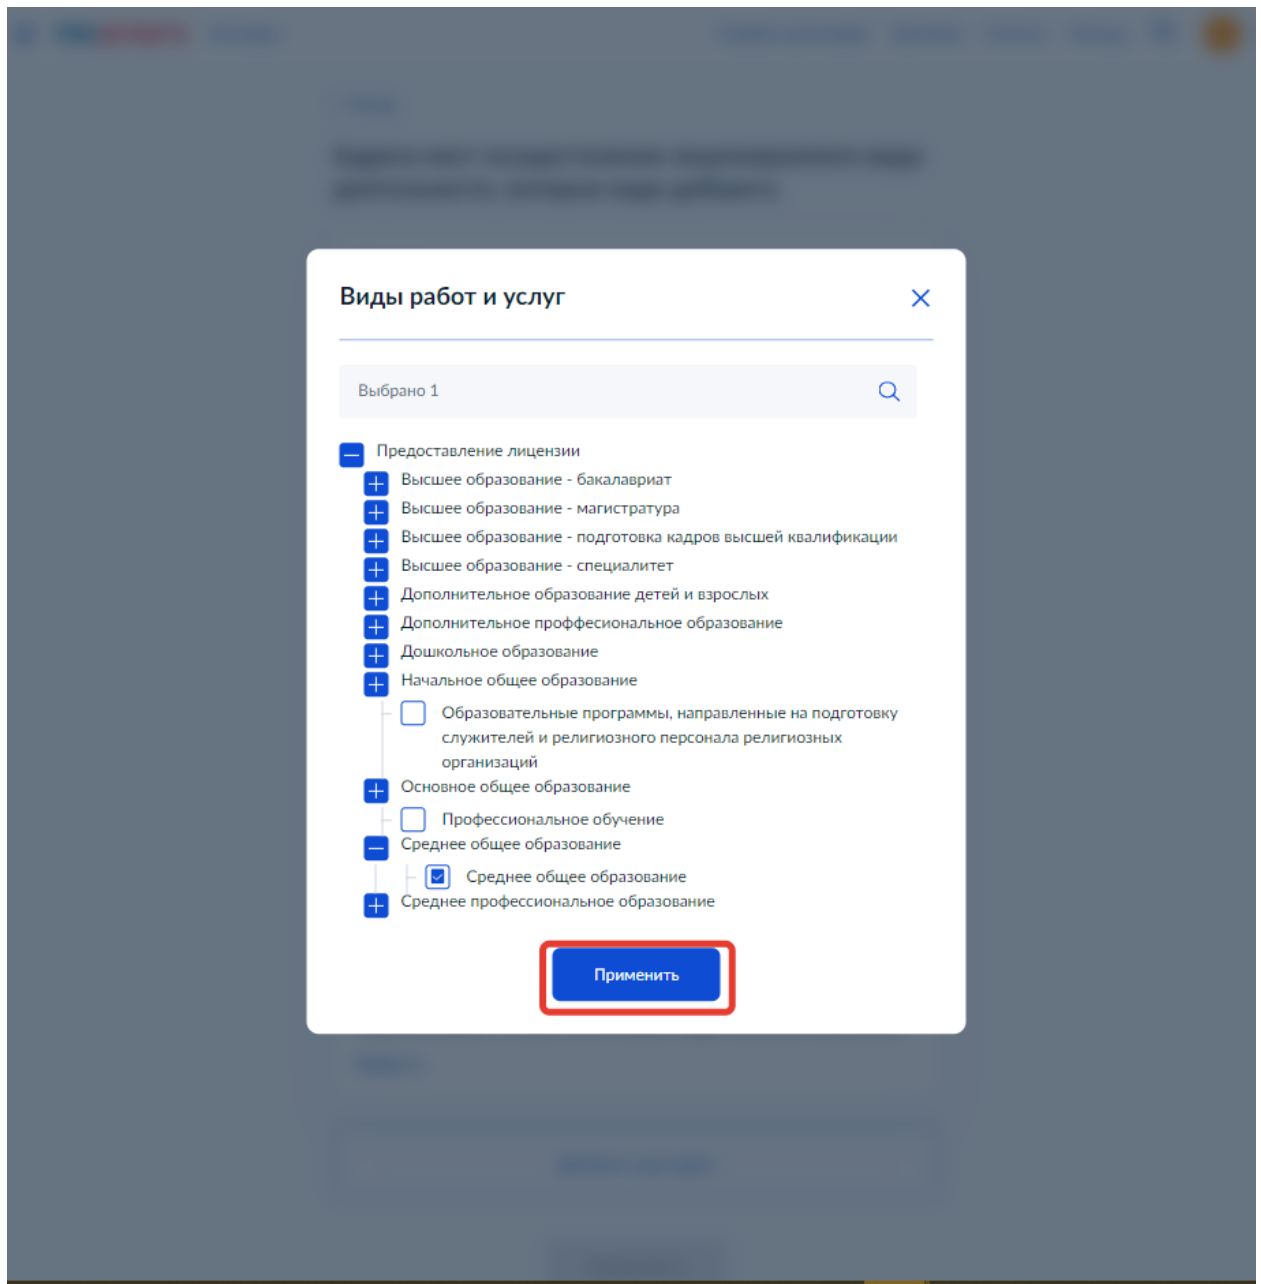 Виды работ и услуг
Выбрано 1
Предоставление лицензии
Высшее образование - бакалавриат
Высшее образование - магистратура
Высшее образование - подготовка кадров высшей квалификации
Высшее образование - специалитет
Дополнительное образование детей и взрослых
Дополнительное проффесиональное образование
Дошкольное образование
Начальное общее образование
Образовательные программы, направленные на подготовку
служителей и религиозного персонала религиозных
организаций
Основное общее образование
Профессиональное обучение
Среднее общее образование
Среднее общее образование
Среднее профессиональное образование
Применить